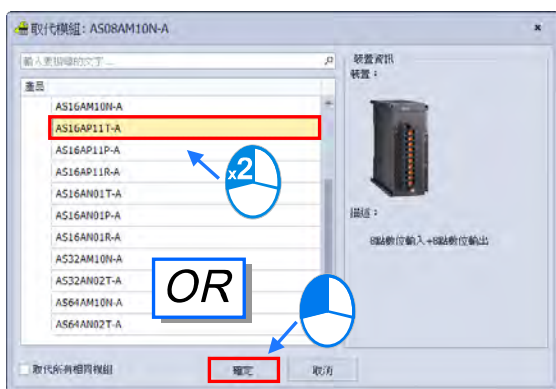 取代模組: AS08AM10N-A
輸入要搜尋的文字...
裝置資訊
裝置：
產品
AS16AM10N-A
AS16AP11T-A
AS16AP11P-A
AS16AP11R-A
AS16AN01T-A
AS16AN01P-A
AS16AN01R-A
AS32AM10N-A
AS32AN02T-A
AS64AM10N-A
AS64AN02T-A
x2
描述：
8點數位輸入+8點數位輸出
OR
取代所有相同模組
確定
取消